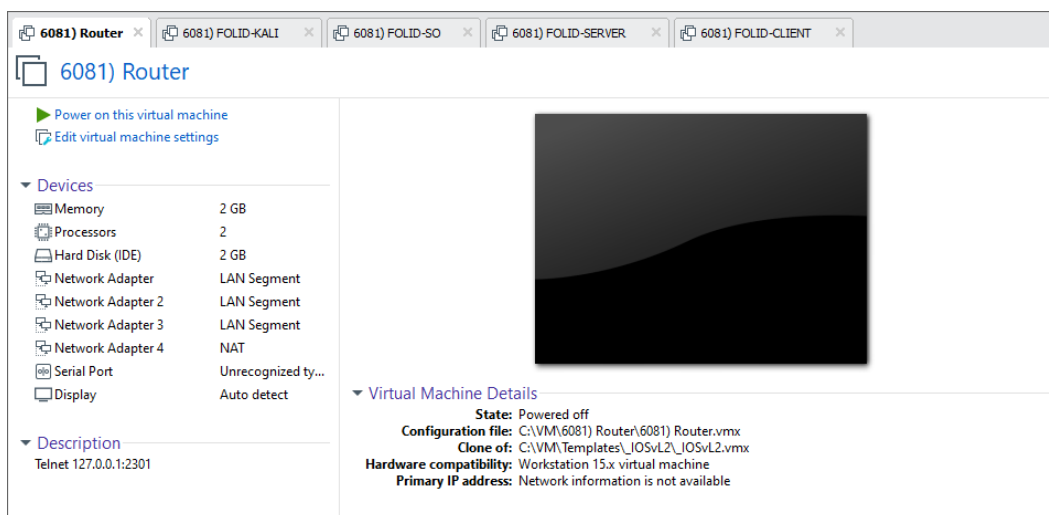 6081) Router
6081) FOLID-KALI
6081) FOLID-SO
6081) FOLID-SERVER
6081) FOLID-CLIENT
6081) Router
Power on this virtual machine
Edit virtual machine settings
Devices
Memory 2 GB
Processors 2
Hard Disk (IDE) 2 GB
Network Adapter LAN Segment
Network Adapter 2 LAN Segment
Network Adapter 3 LAN Segment
Network Adapter 4 NAT
Serial Port Unrecognized ty...
Display Auto detect
Description
Telnet 127.0.0.1:2301
Virtual Machine Details
State: Powered off
Configuration file: C:\VM\6081) Router\6081) Router.vmx
Clone of: C:\VM\Templates\_IOSvL2\_IOSvL2.vmx
Hardware compatibility: Workstation 15.x virtual machine
Primary IP address: Network information is not available